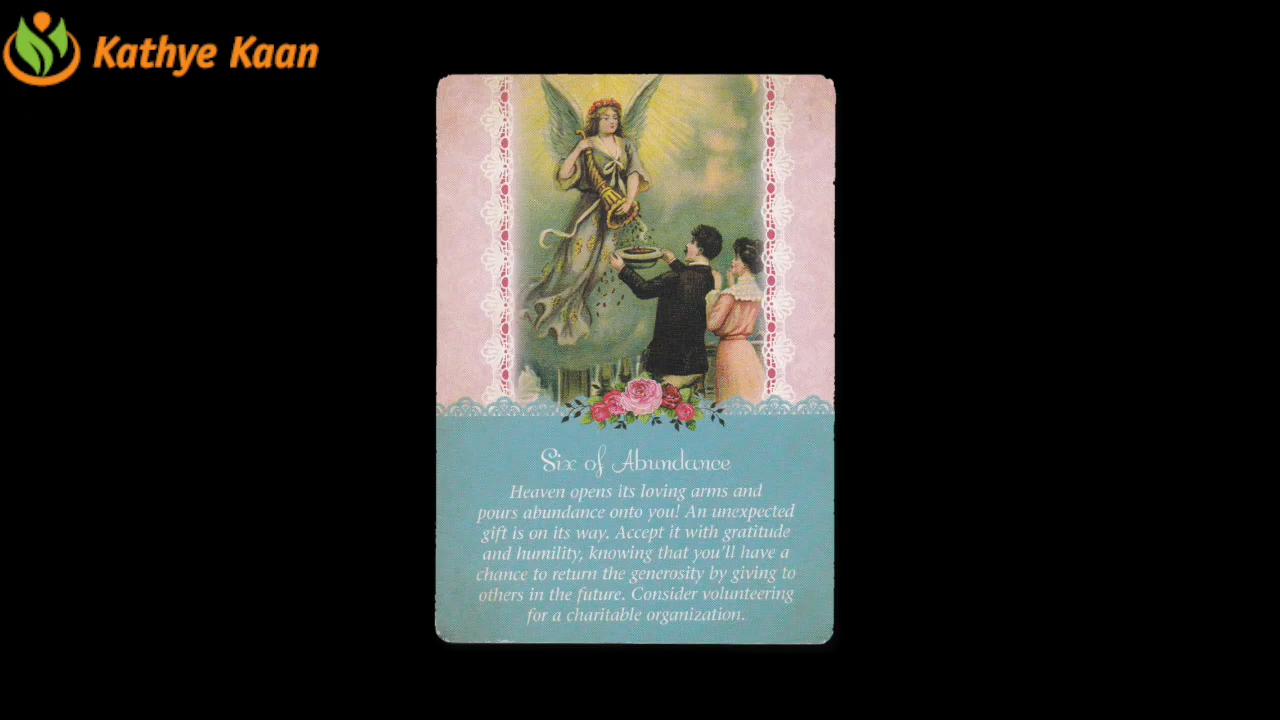 Kathye Kaan
Six of Abundance
Heaven opens its loving arms and
pours abundance onto you! An unexpected
gift is on its way. Accept it with gratitude
and humility, knowing that you'll have a
chance to return the generosity by giving to
others in the future. Consider volunteering
for a charitable organization.